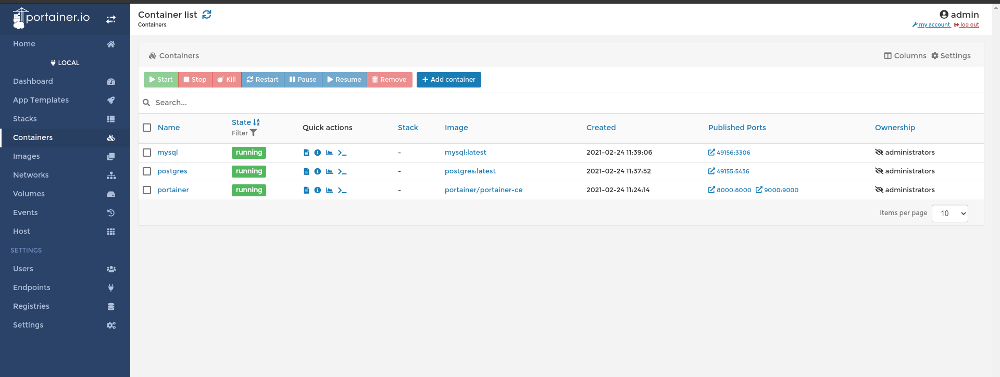 portainer.io
Home
LOCAL
Dashboard
App Templates
Stacks
Containers
Images
Networks
Volumes
Events
Host
SETTINGS
Users
Endpoints
Registries
Settings
Container list
Containers
admin
my account log out
Containers
Columns Settings
Start Stop Kill Restart Pause Resume Remove Add container
Search...
Name State Filter Quick actions Stack Image Created Published Ports Ownership
mysql running - mysql:latest 2021-02-24 11:39:06 49156:3306 administrators
postgres running - postgres:latest 2021-02-24 11:37:52 49155:5436 administrators
portainer running - portainer/portainer-ce 2021-02-24 11:24:14 8000:8000 9000:9000 administrators
Items per page 10